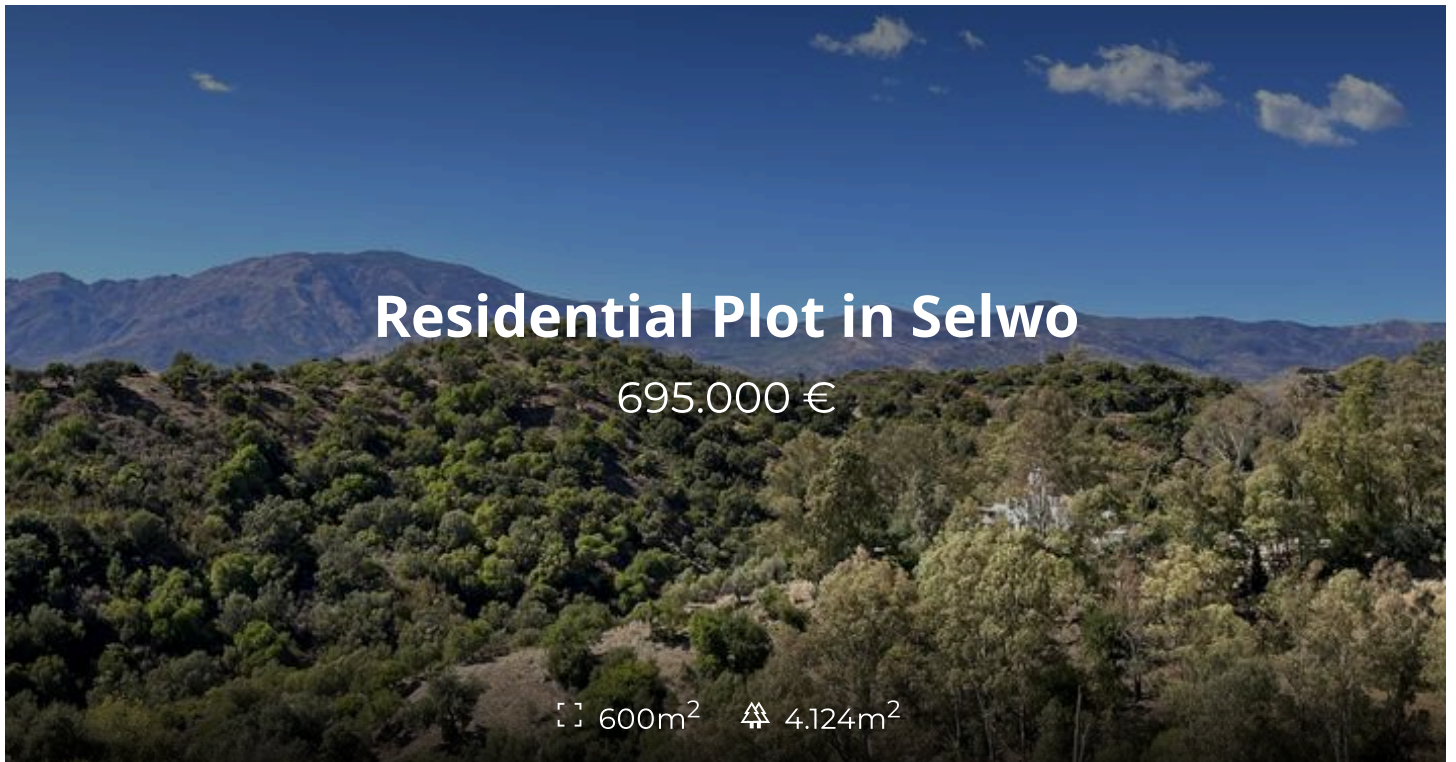 Residential Plot in Selwo
695.000 €
600m² 4.124m²